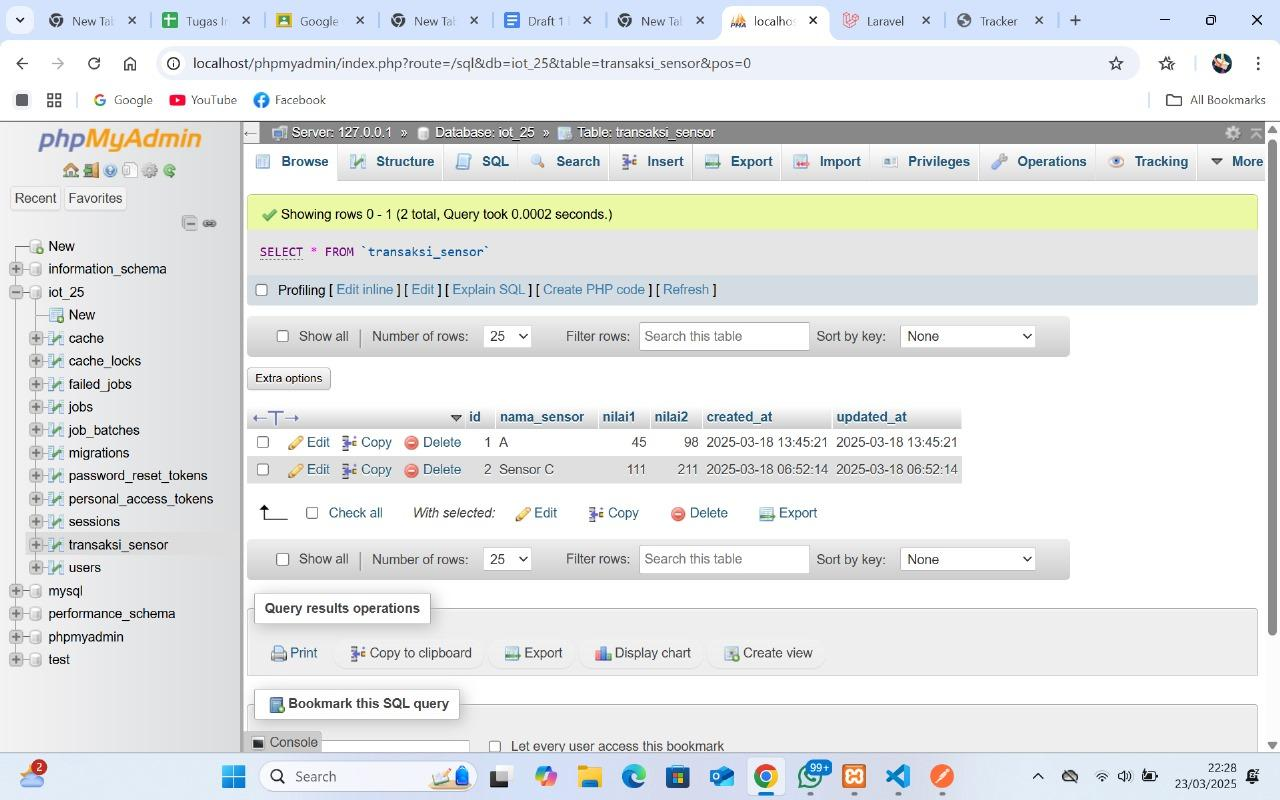 New Tab
Tugas In
Google
New Tab
Draft 1
New Tab
localhos
Laravel
Tracker
localhost/phpmyadmin/index.php?route=/sql&db=iot_25&table=transaksi_sensor&pos=0
Google
YouTube
Facebook
All Bookmarks
phpMyAdmin
Recent
Favorites
New
information_schema
iot_25
New
cache
cache_locks
failed_jobs
jobs
job_batches
migrations
password_reset_tokens
personal_access_tokens
sessions
transaksi_sensor
users
mysql
performance_schema
phpmyadmin
test
Server: 127.0.0.1 » Database: iot_25 » Table: transaksi_sensor
Browse Structure SQL Search Insert Export Import Privileges Operations Tracking More
Showing rows 0 - 1 (2 total, Query took 0.0002 seconds.)
SELECT * FROM `transaksi_sensor`
Profiling [ Edit inline ] [ Edit ] [ Explain SQL ] [ Create PHP code ] [ Refresh ]
Show all | Number of rows: 25 Filter rows: Search this table Sort by key: None
Extra options
←T→ id nama_sensor nilai1 nilai2 created_at updated_at
Edit Copy Delete 1 A 45 98 2025-03-18 13:45:21 2025-03-18 13:45:21
Edit Copy Delete 2 Sensor C 111 211 2025-03-18 06:52:14 2025-03-18 06:52:14
Check all With selected: Edit Copy Delete Export
Show all | Number of rows: 25 Filter rows: Search this table Sort by key: None
Query results operations
Print Copy to clipboard Export Display chart Create view
Bookmark this SQL query
Console
Let every user access this bookmark
2
Search
99+
22:28
23/03/2025